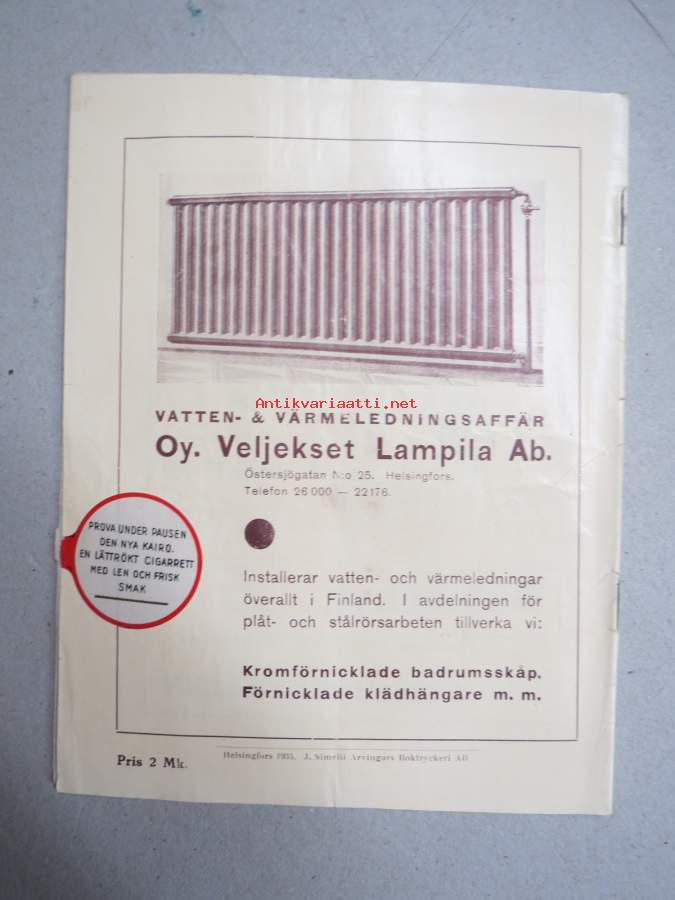 Antikvariaatti.net
VATTEN- & VÄRMELEDNINGSAFFÄR
Oy. Veljekset Lampila Ab.
Östersjögatan N:o 25. Helsingfors.
Telefon 26 000 — 22176.
PROVA UNDER PAUSEN
DEN NYA KAIRO.
EN LÄTTRÖKT CIGARRETT
MED LEN OCH FRISK
SMAK
Installerar vatten- och värmeledningar
överallt i Finland. I avdelningen för
plåt- och stålrörsarbeten tillverka vi:
Kromförnicklade badrumsskåp.
Förnicklade klädhängare m. m.
Pris 2 Mk.
Helsingfors 1935, J. Simelii Arvingars Boktryckeri AB